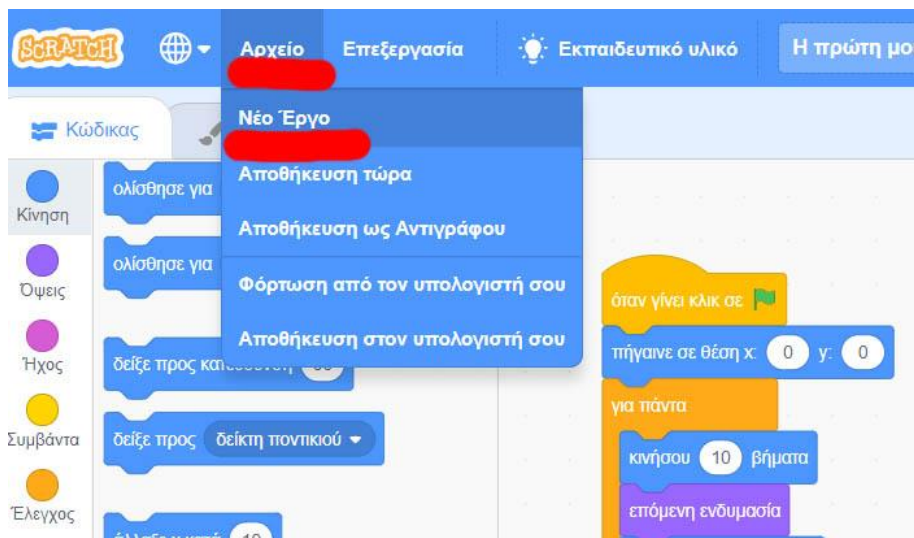 SCRATCH
Αρχείο
Επεξεργασία
Εκπαιδευτικό υλικό
Η πρώτη μο
Κώδικας
Νέο Έργο
Αποθήκευση τώρα
Αποθήκευση ως Αντιγράφου
Φόρτωση από τον υπολογιστή σου
Αποθήκευση στον υπολογιστή σου
Κίνηση
Όψεις
Ήχος
Συμβάντα
Έλεγχος
ολίσθησε για
ολίσθησε για
δείξε προς
δείξε προς δείκτη ποντικιού
10
όταν γίνει κλικ σε
πήγαινε σε θέση x: 0 y: 0
για πάντα
κινήσου 10 βήματα
επόμενη ενδυμασία